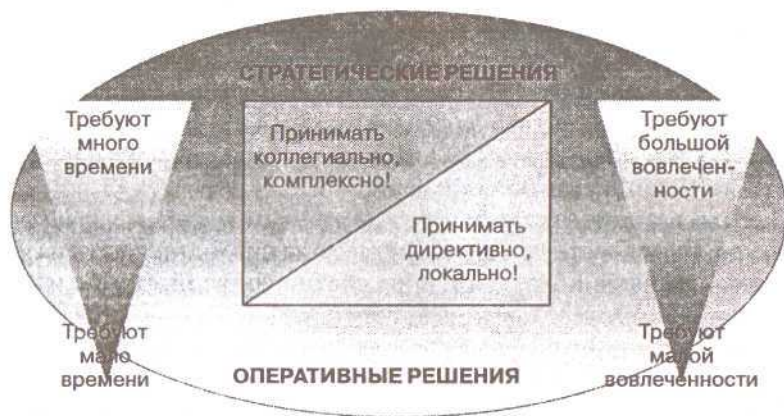 СТРАТЕГИЧЕСКИЕ РЕШЕНИЯ
Требуют
много
времени
Принимать
коллегиально,
комплексно!
Требуют
большой
вовлечен-
ности
Принимать
директивно,
локально!
Требуют
мало
времени
ОПЕРАТИВНЫЕ РЕШЕНИЯ
Требуют
малой
вовлеченности